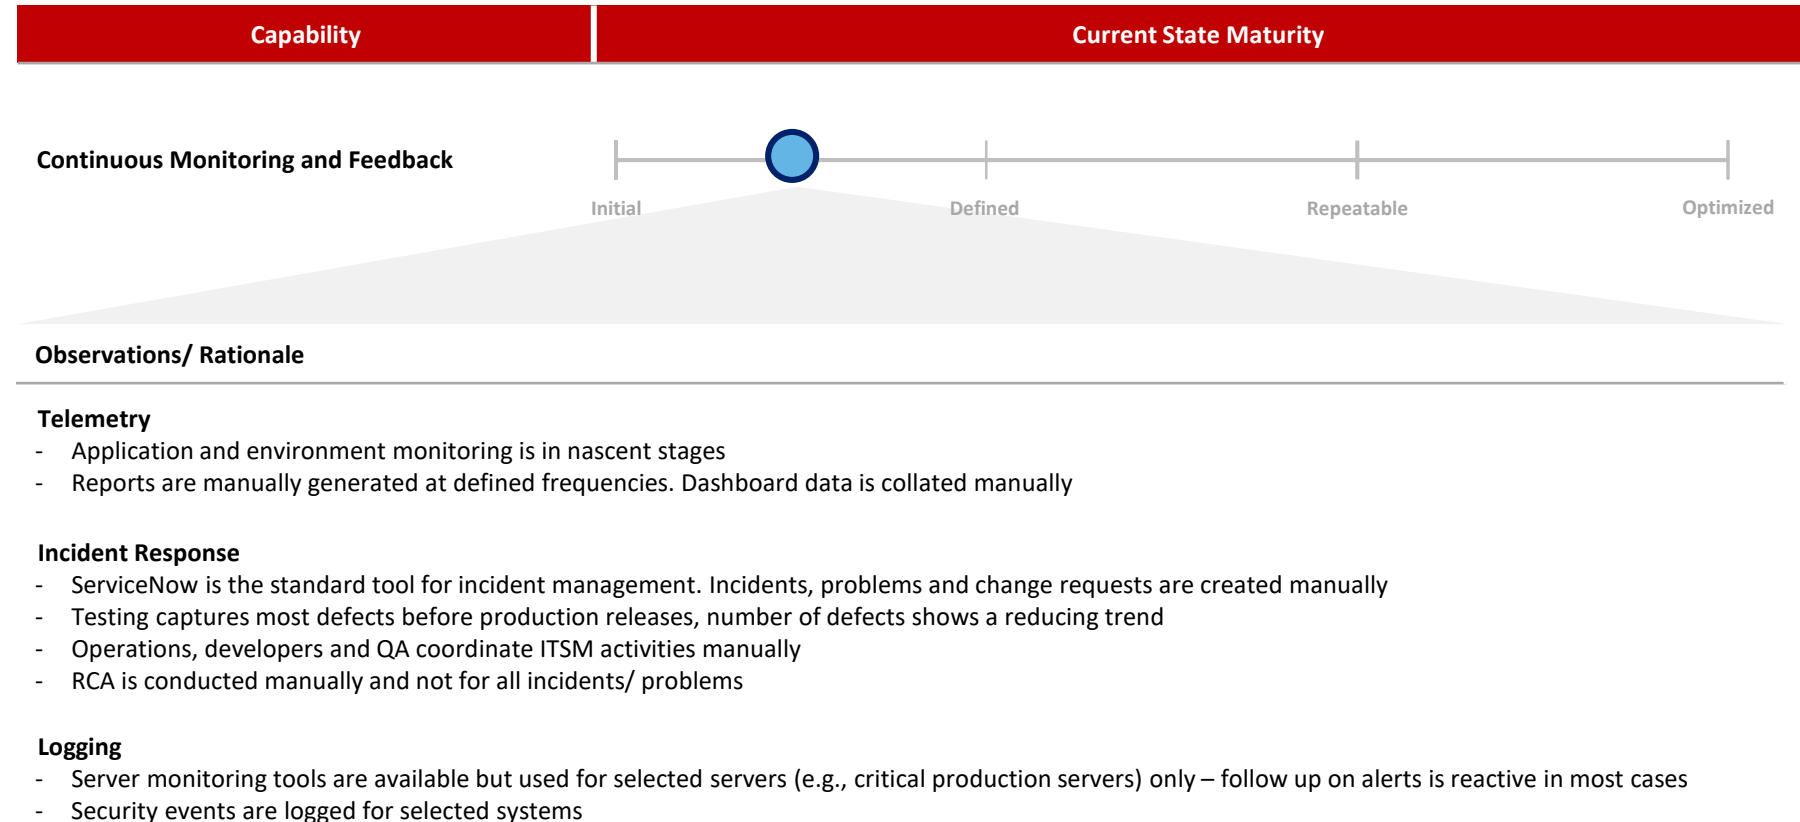 Capability Current State Maturity
Continuous Monitoring and Feedback
Initial Defined Repeatable Optimized
Observations/ Rationale
Telemetry
- Application and environment monitoring is in nascent stages
- Reports are manually generated at defined frequencies. Dashboard data is collated manually
Incident Response
- ServiceNow is the standard tool for incident management. Incidents, problems and change requests are created manually
- Testing captures most defects before production releases, number of defects shows a reducing trend
- Operations, developers and QA coordinate ITSM activities manually
- RCA is conducted manually and not for all incidents/ problems
Logging
- Server monitoring tools are available but used for selected servers (e.g., critical production servers) only – follow up on alerts is reactive in most cases
- Security events are logged for selected systems